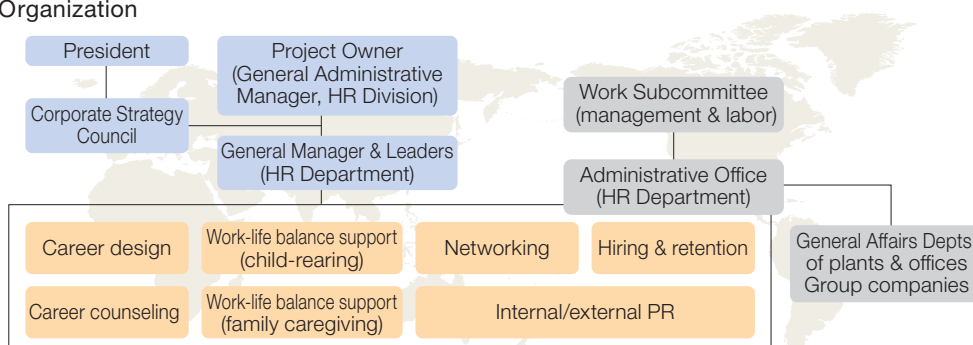 Organization
President
Project Owner
(General Administrative
Manager, HR Division)
Corporate Strategy
Council
General Manager & Leaders
(HR Department)
Work Subcommittee
(management & labor)
Administrative Office
(HR Department)
General Affairs Depts
of plants & offices
Group companies
Career design
Work-life balance support
(child-rearing)
Networking
Hiring & retention
Career counseling
Work-life balance support
(family caregiving)
Internal/external PR